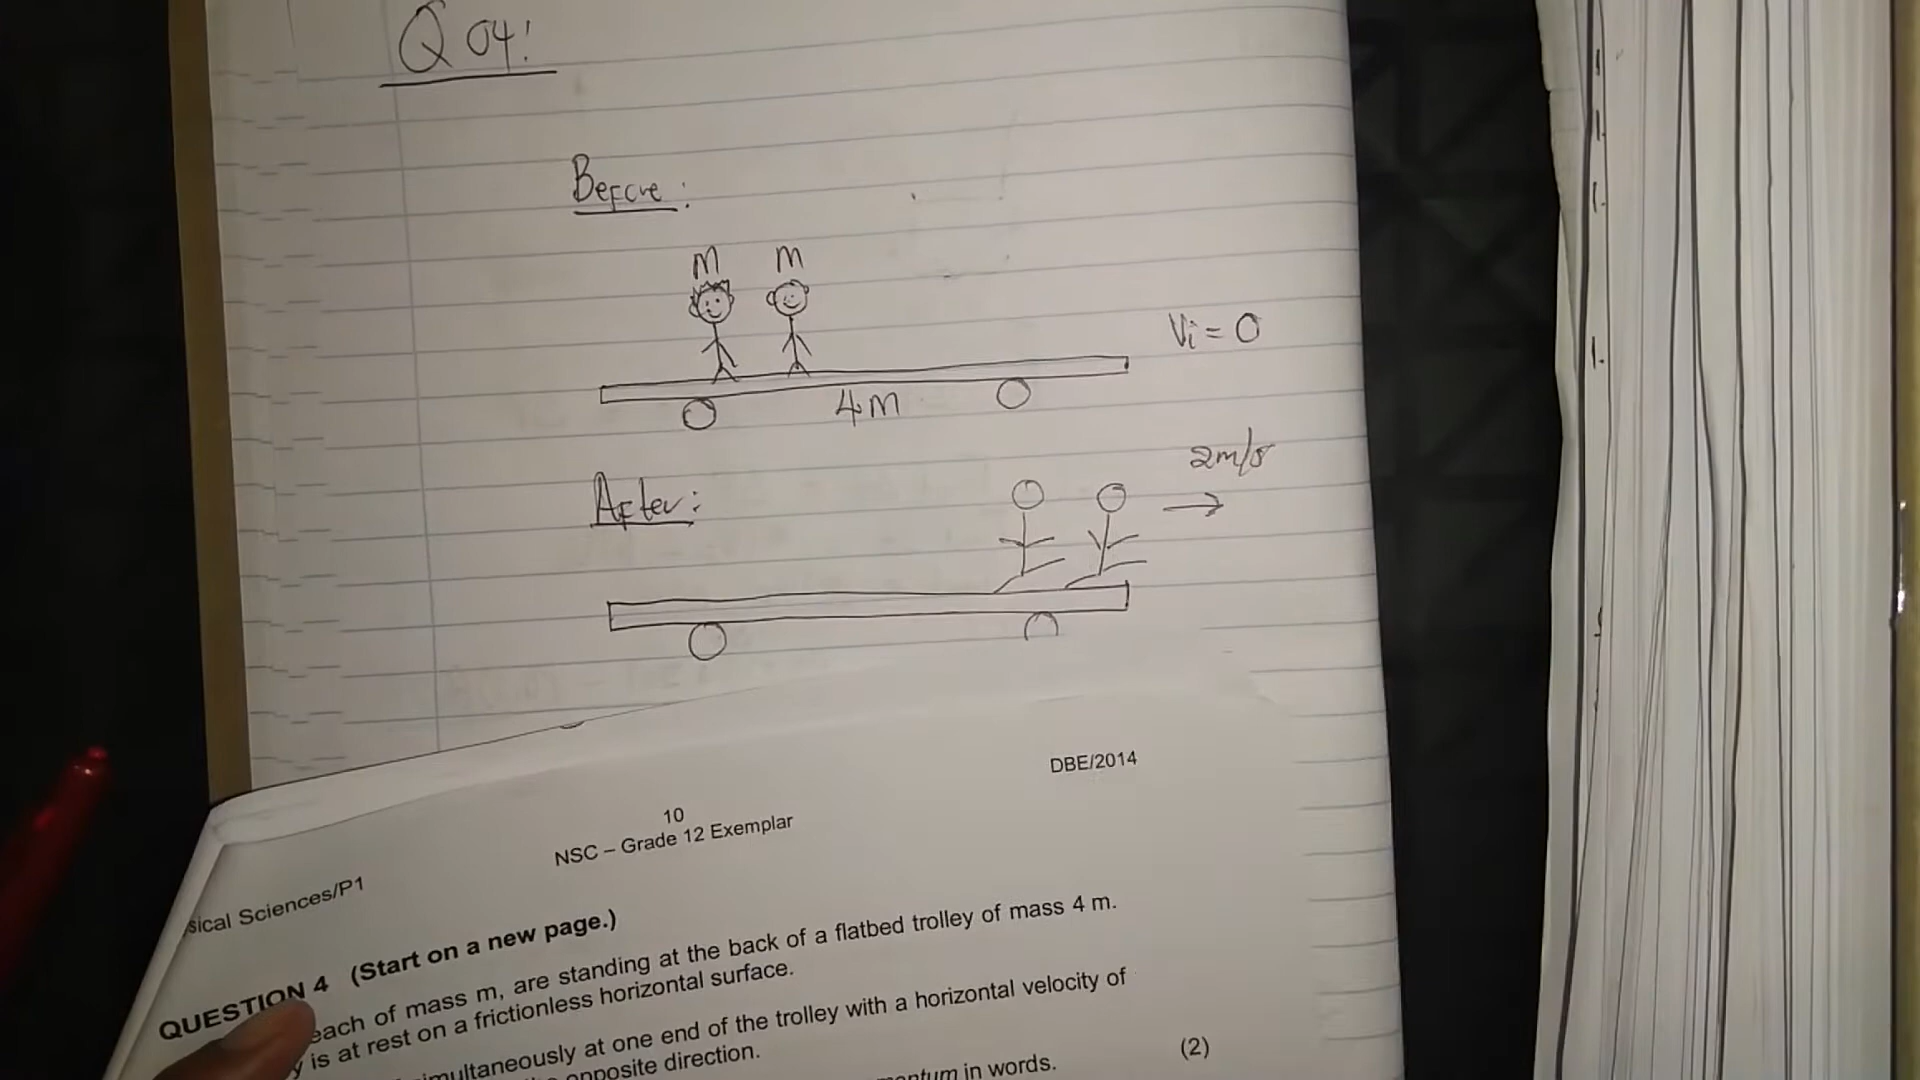 Q 04:
Before:
m m
Vi = 0
4m
2m/s
After:
DBE/2014
10
NSC – Grade 12 Exemplar
sical Sciences/P1
QUESTION 4 (Start on a new page.)
each of mass m, are standing at the back of a flatbed trolley of mass 4 m.
y is at rest on a frictionless horizontal surface.
multaneously at one end of the trolley with a horizontal velocity of
opposite direction.
(2)
entum in words.